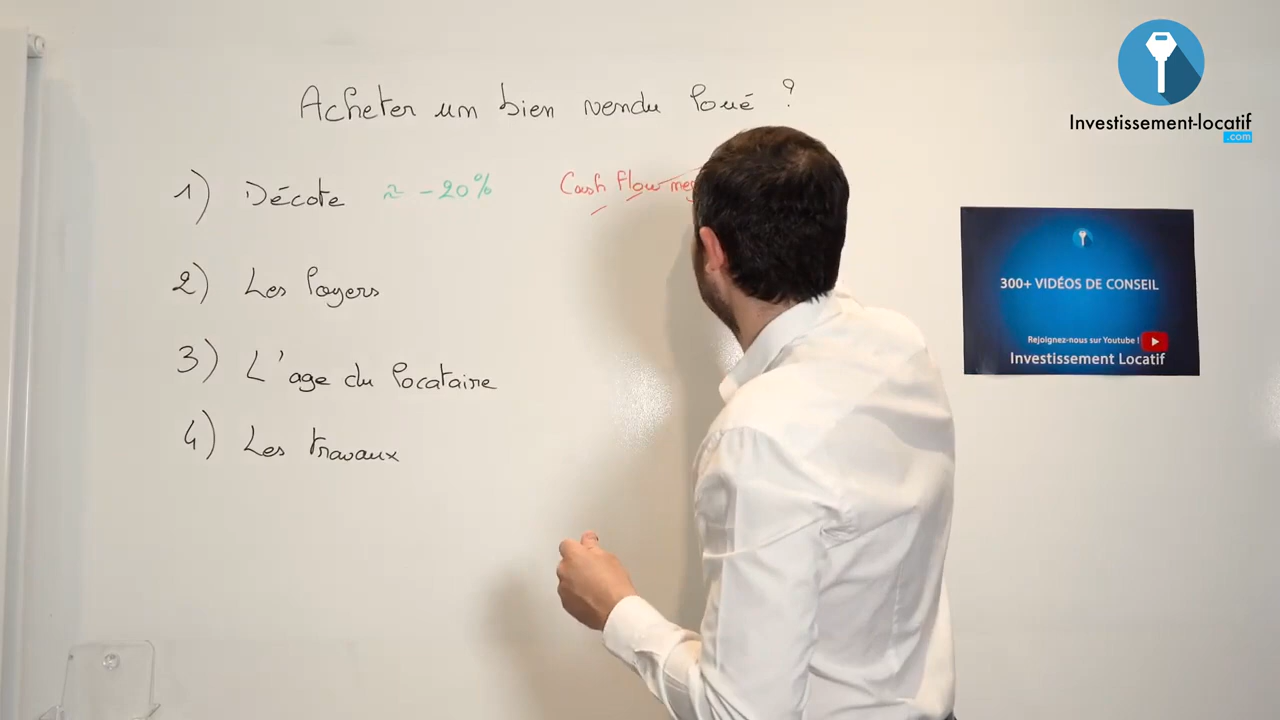 Acheter un bien vendu loué ?
1) Décote ≈ -20% Cash flow
2) Les loyers
3) L'age du locataire
4) Les travaux
Investissement-locatif
.com
300+ VIDÉOS DE CONSEIL
Rejoignez-nous sur Youtube !
Investissement Locatif